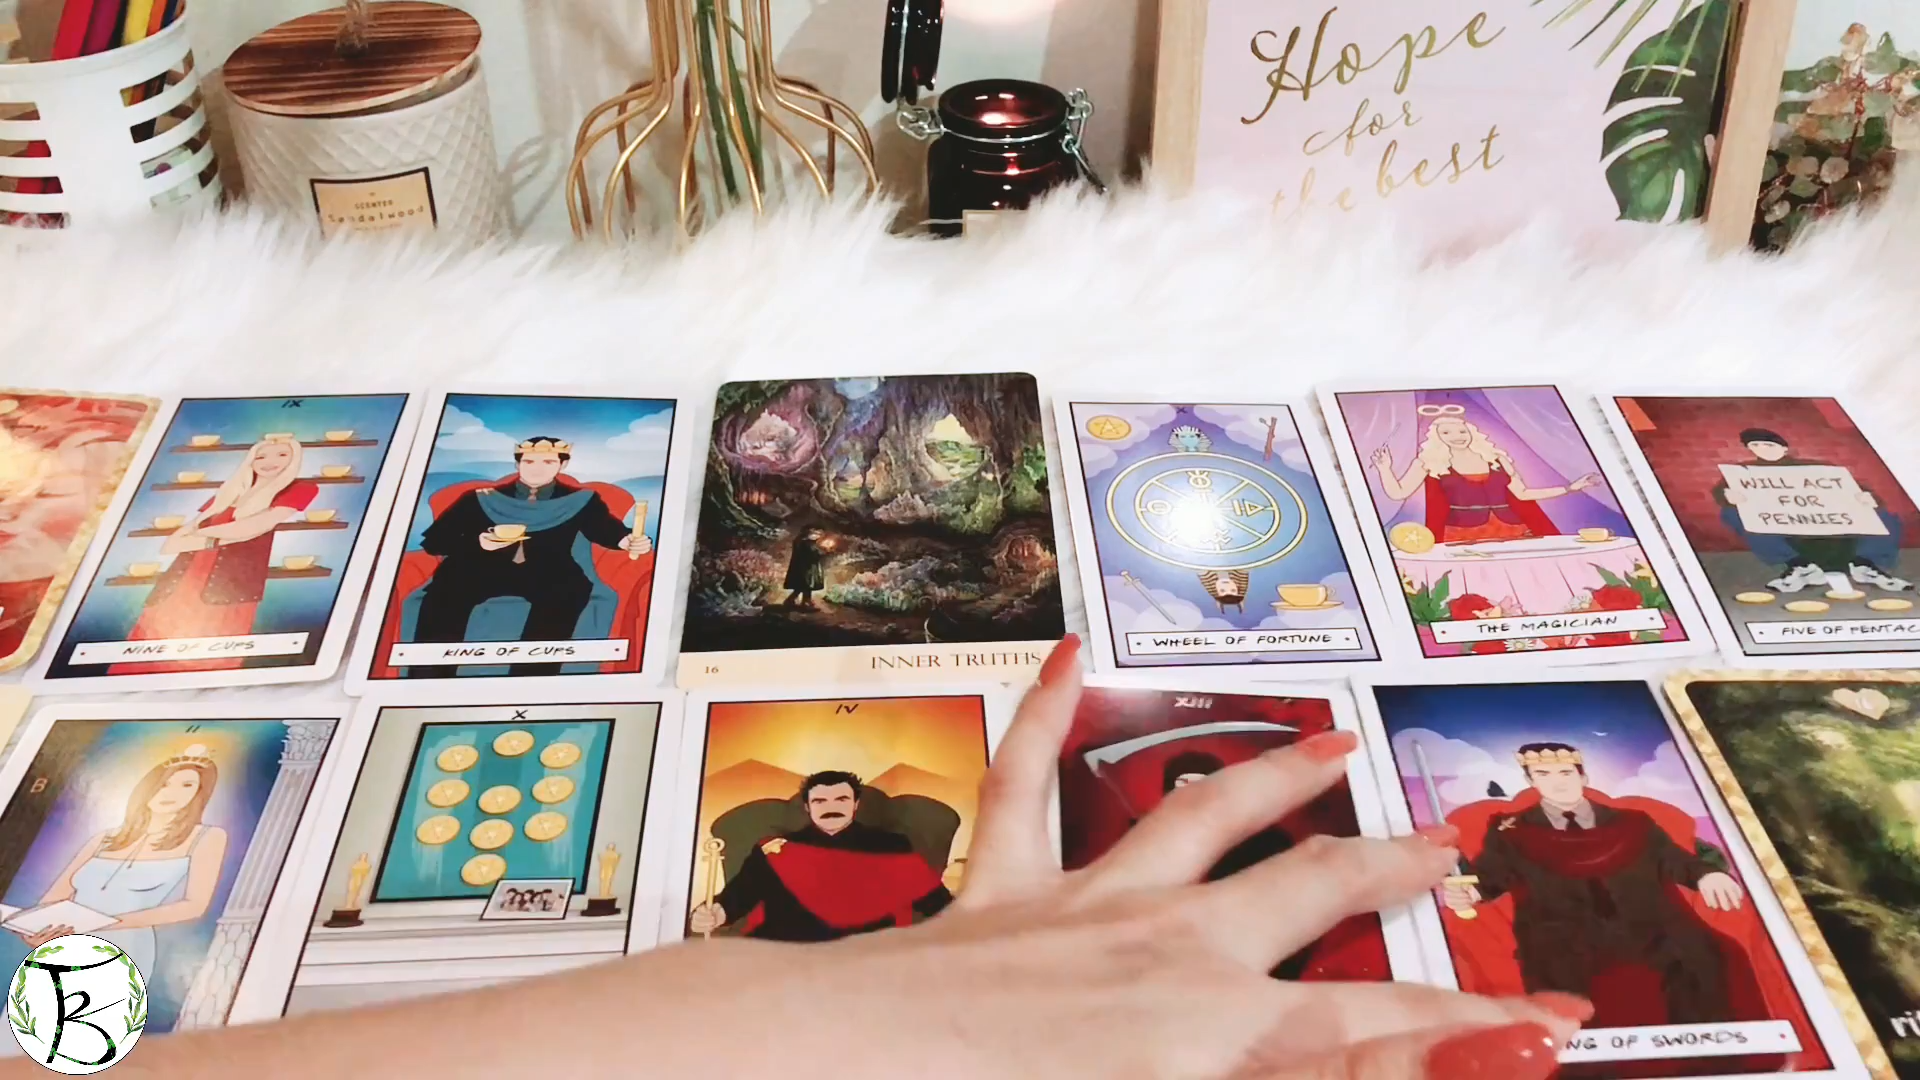 Hope
for
the best
SCENTED
Sandalwood
IX
NINE OF CUPS
KING OF CUPS
16
INNER TRUTHS
X
WHEEL OF FORTUNE
I
THE MAGICIAN
WILL ACT
FOR
PENNIES
FIVE OF PENTAC
II
B
X
IV
XIII
NG OF SWORDS
TB